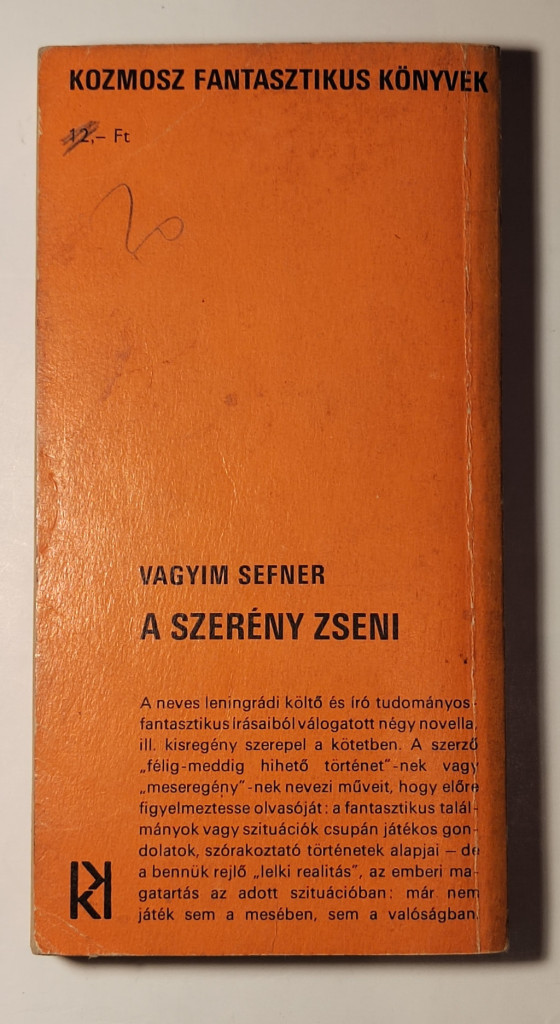 KOZMOSZ FANTASZTIKUS KÖNYVEK
12,– Ft
20
VAGYIM SEFNER
A SZERÉNY ZSENI
A neves leningrádi költő és író tudományos-
fantasztikus írásaiból válogatott négy novella,
ill. kisregény szerepel a kötetben. A szerző
„félig-meddig hihető történet"-nek vagy
„meseregény"-nek nevezi műveit, hogy előre
figyelmeztesse olvasóját: a fantasztikus talál-
mányok vagy szituációk csupán játékos gon-
dolatok, szórakoztató történetek alapjai — de
a bennük rejlő „lelki realitás", az emberi ma-
gatartás az adott szituációban: már nem
játék sem a mesében, sem a valóságban.